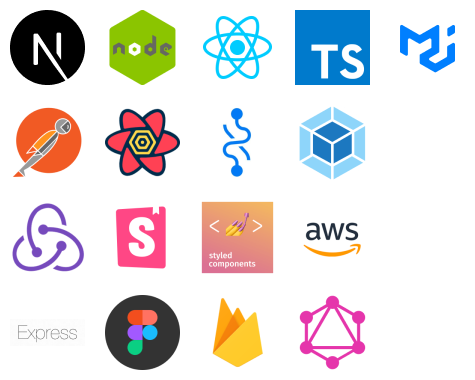 N
node
TS
S
< >
styled
components
aws
Express